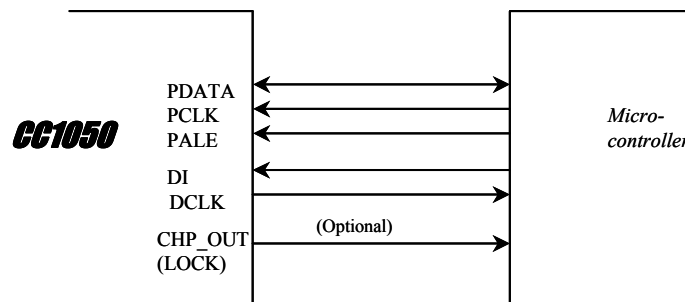 PDATA
PCLK
PALE
CC1050
Micro-
controller
DI
DCLK
(Optional)
CHP_OUT
(LOCK)